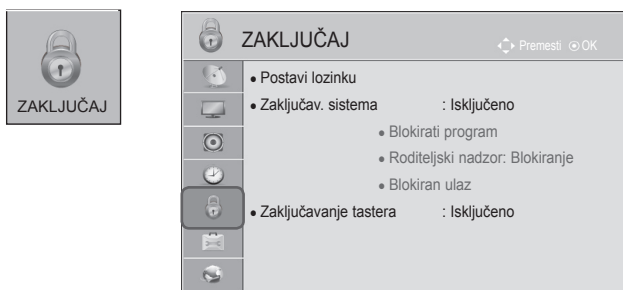 ZAKLJUČAJ
ZAKLJUČAJ
Premesti
OK
• Postavi lozinku
• Zaključav. sistema : Isključeno
• Blokirati program
• Roditeljski nadzor: Blokiranje
• Blokiran ulaz
• Zaključavanje tastera : Isključeno